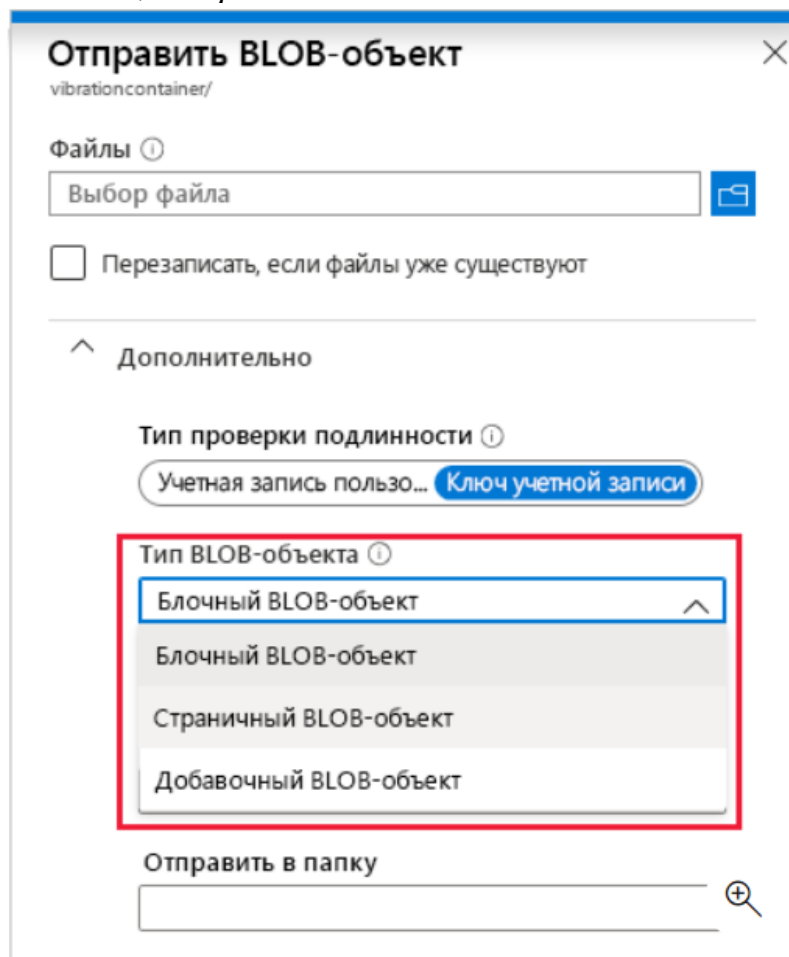 Отправить BLOB-объект
vibrationcontainer/
Файлы
Выбор файла
Перезаписать, если файлы уже существуют
Дополнительно
Тип проверки подлинности
Учетная запись пользо... Ключ учетной записи
Тип BLOB-объекта
Блочный BLOB-объект
Блочный BLOB-объект
Страничный BLOB-объект
Добавочный BLOB-объект
Отправить в папку